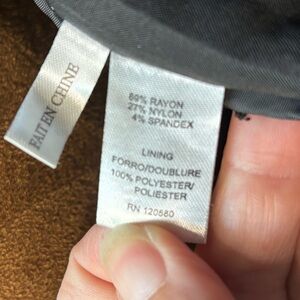 FAIT EN CHINE
69% RAYON
27% NYLON
4% SPANDEX
LINING
FORRO/DOUBLURE
100% POLYESTER/
POLIESTER
RN 120580